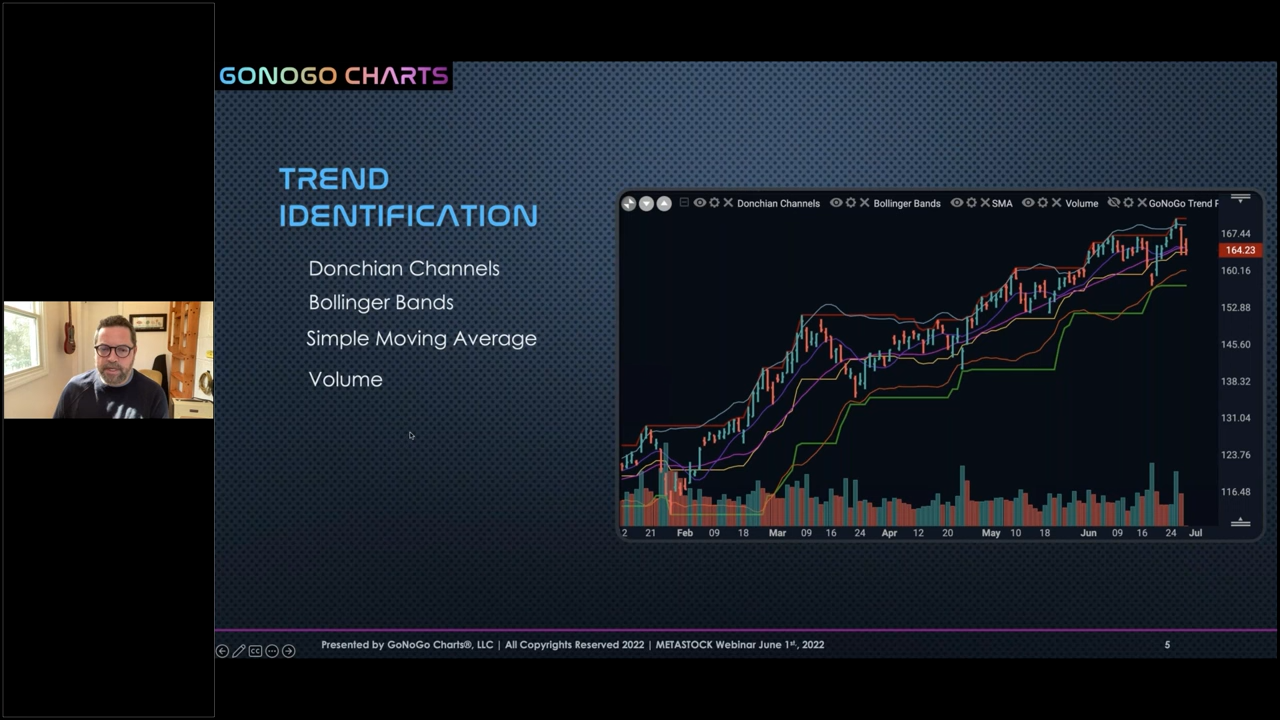 GONOGO CHARTS
TREND
IDENTIFICATION
Donchian Channels
Bollinger Bands
Simple Moving Average
Volume
Donchian Channels Bollinger Bands SMA Volume GoNoGo Trend
167.44
164.23
160.16
152.88
145.60
138.32
131.04
123.76
116.48
2 21 Feb 09 18 Mar 09 16 24 Apr 12 20 May 10 18 Jun 09 16 24 Jul
Presented by GoNoGo Charts®, LLC | All Copyrights Reserved 2022 | METASTOCK Webinar June 1st, 2022
5
CC